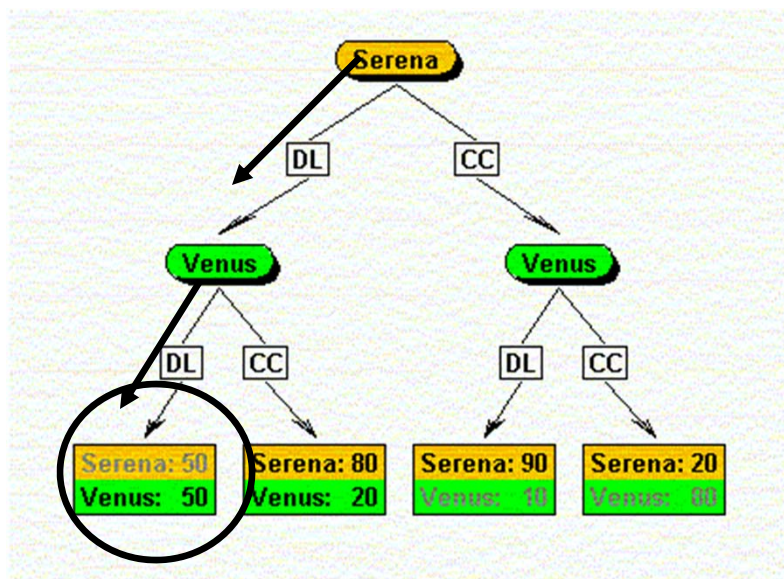 Serena
DL CC
Venus Venus
DL CC DL CC
Serena: 50 Serena: 80 Serena: 90 Serena: 20
Venus: 50 Venus: 20 Venus: 10 Venus: 80